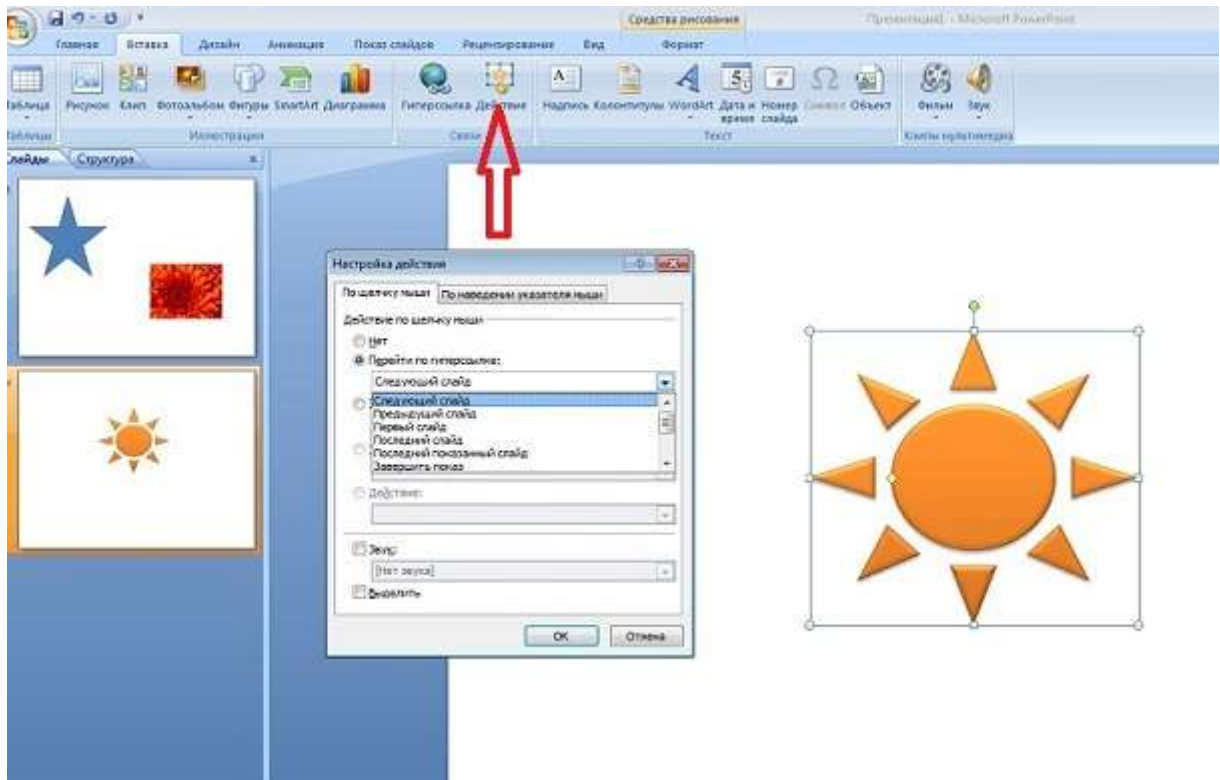 Средства рисования Презентация1 - Microsoft PowerPoint
Главная Вставка Дизайн Анимация Показ слайдов Рецензирование Вид Формат
Таблица Рисунок Клип Фотоальбом Фигуры SmartArt Диаграмма Гиперссылка Действие Надпись Колонтитулы WordArt Дата и время Номер слайда Символ Объект Фильм Звук
Таблицы Иллюстрации Связи Текст Клипы мультимедиа
Слайды Структура
Настройка действия
По щелчку мыши По наведении указателя мыши
Действие по щелчку мыши
Нет
Перейти по гиперссылке:
Следующий слайд
Следующий слайд
Предыдущий слайд
Первый слайд
Последний слайд
Последний показанный слайд
Завершить показ
Действие:
Звук:
[Нет звука]
Выделить
ОК Отмена